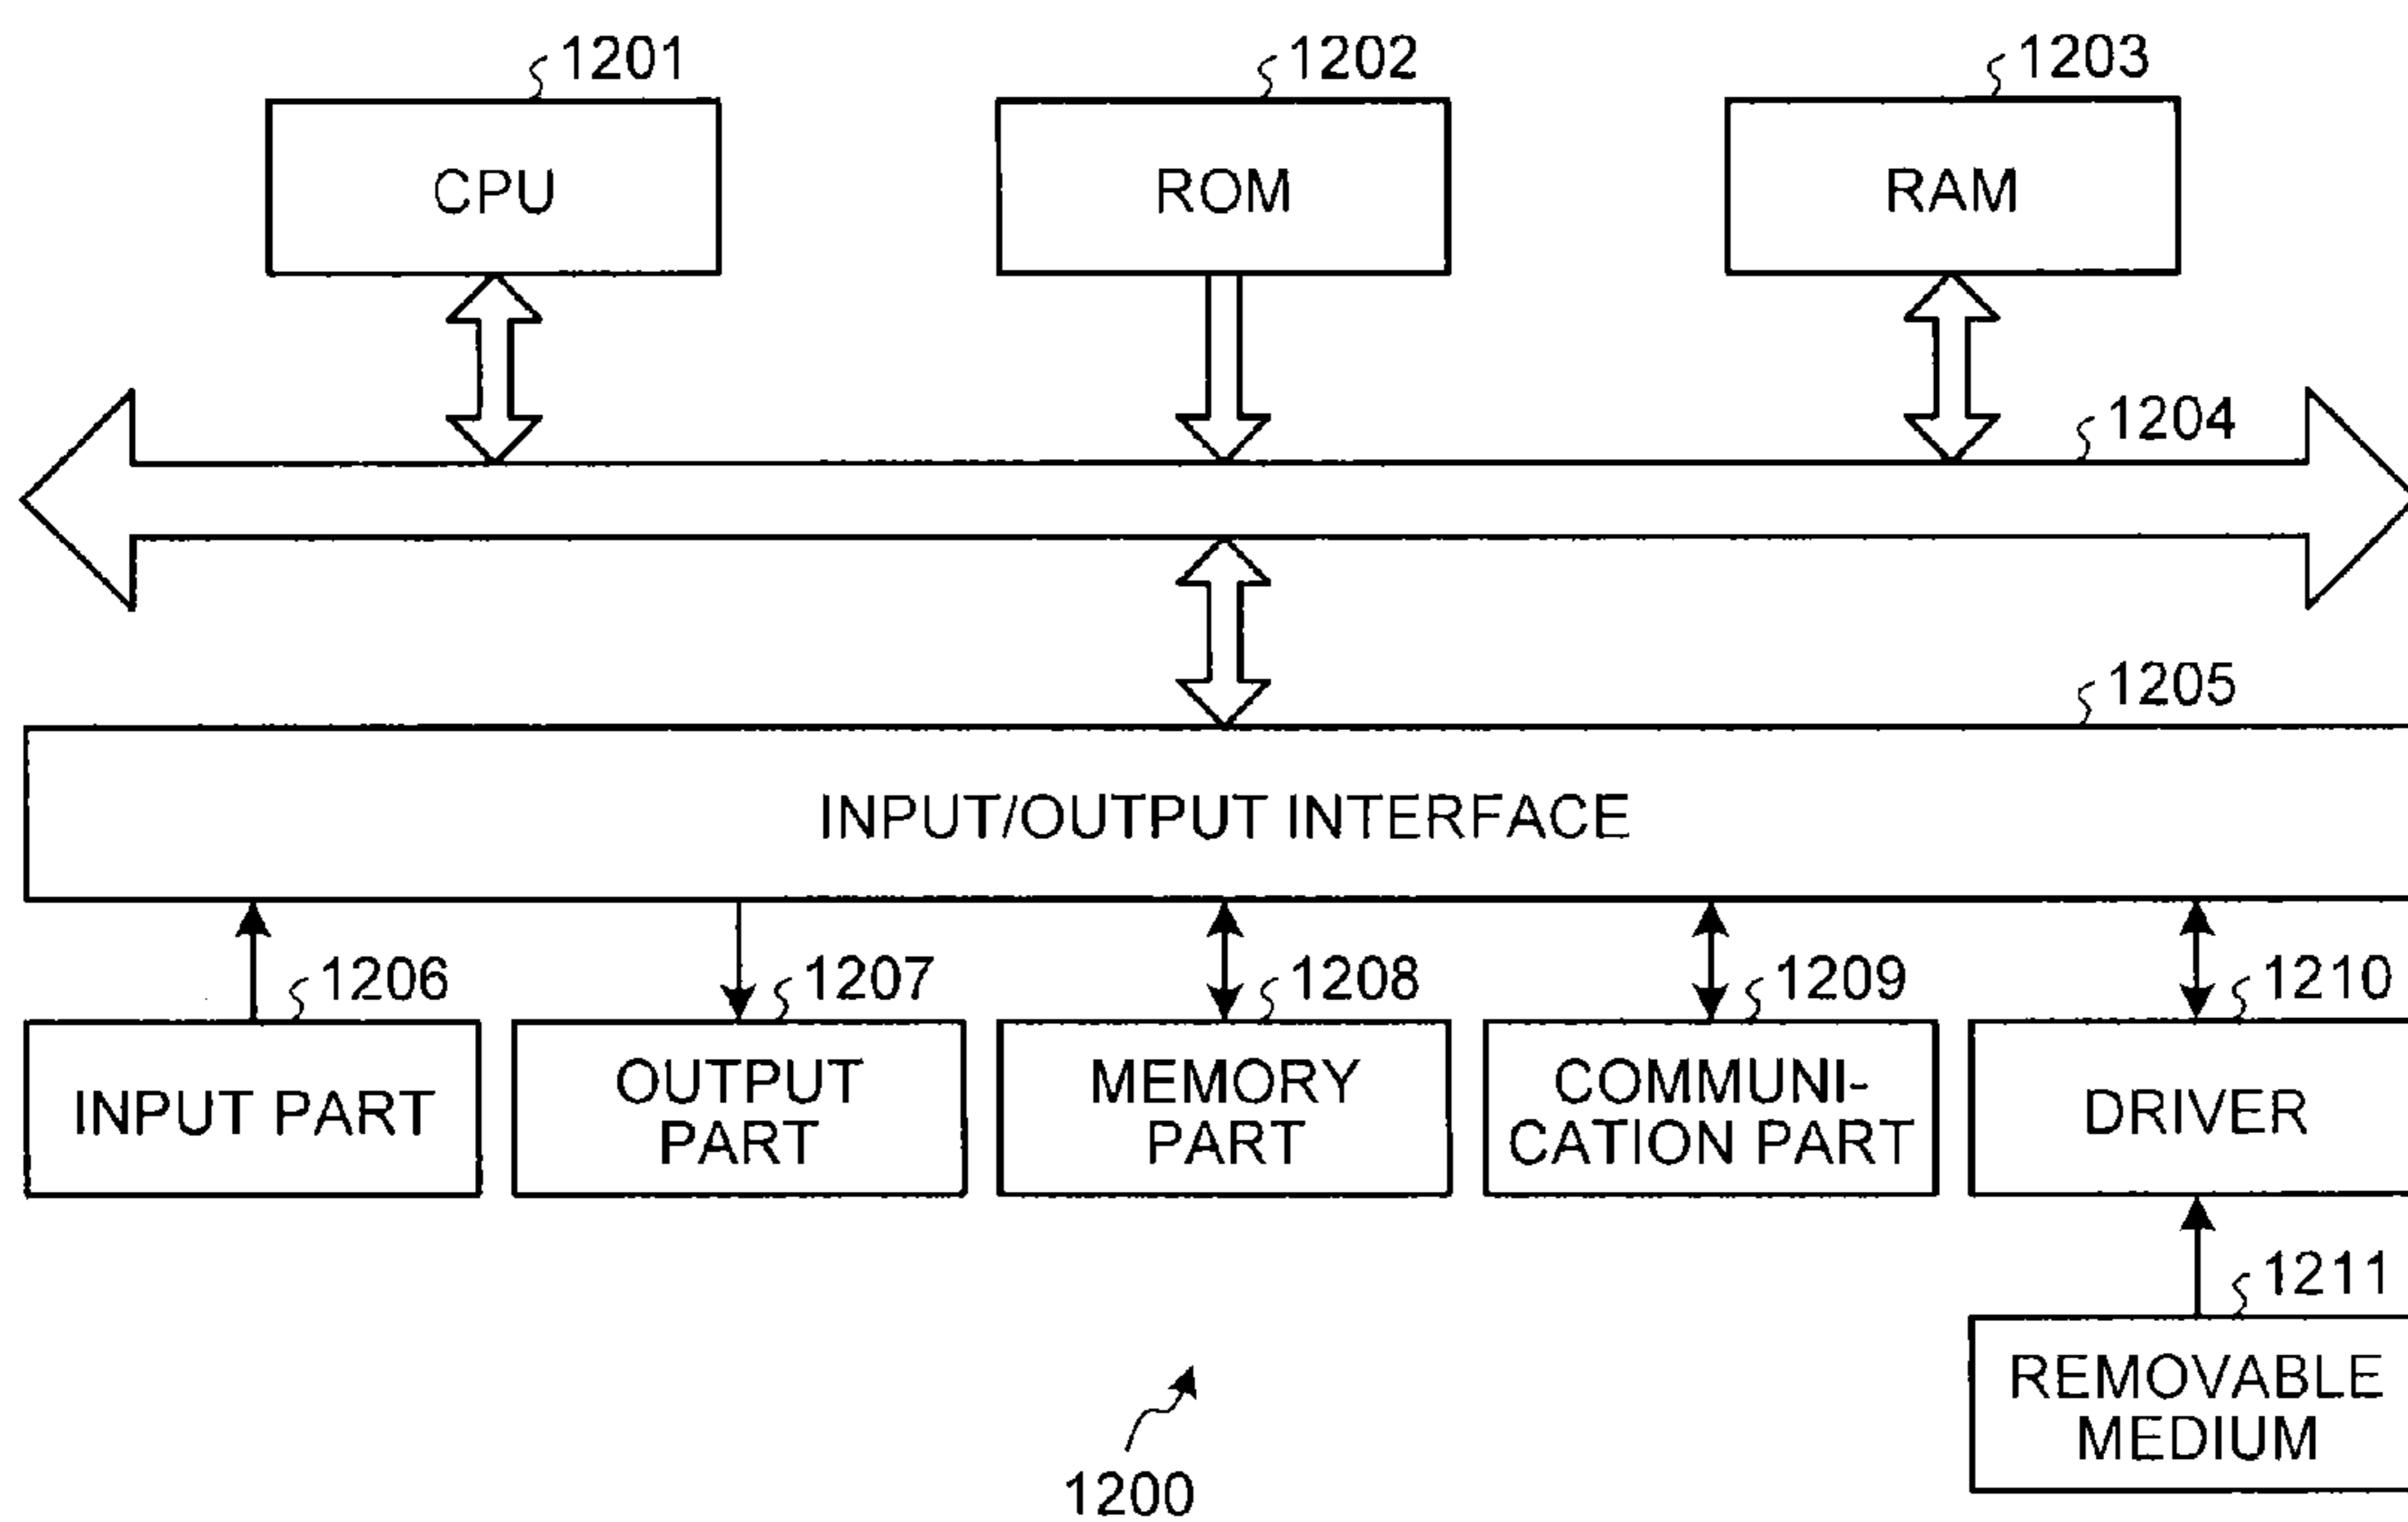 1201
1202
1203
CPU
ROM
RAM
1204
1205
INPUT/OUTPUT INTERFACE
1206
1207
1208
1209
1210
INPUT PART
OUTPUT
PART
MEMORY
PART
COMMUNI-
CATION PART
DRIVER
1211
REMOVABLE
MEDIUM
1200